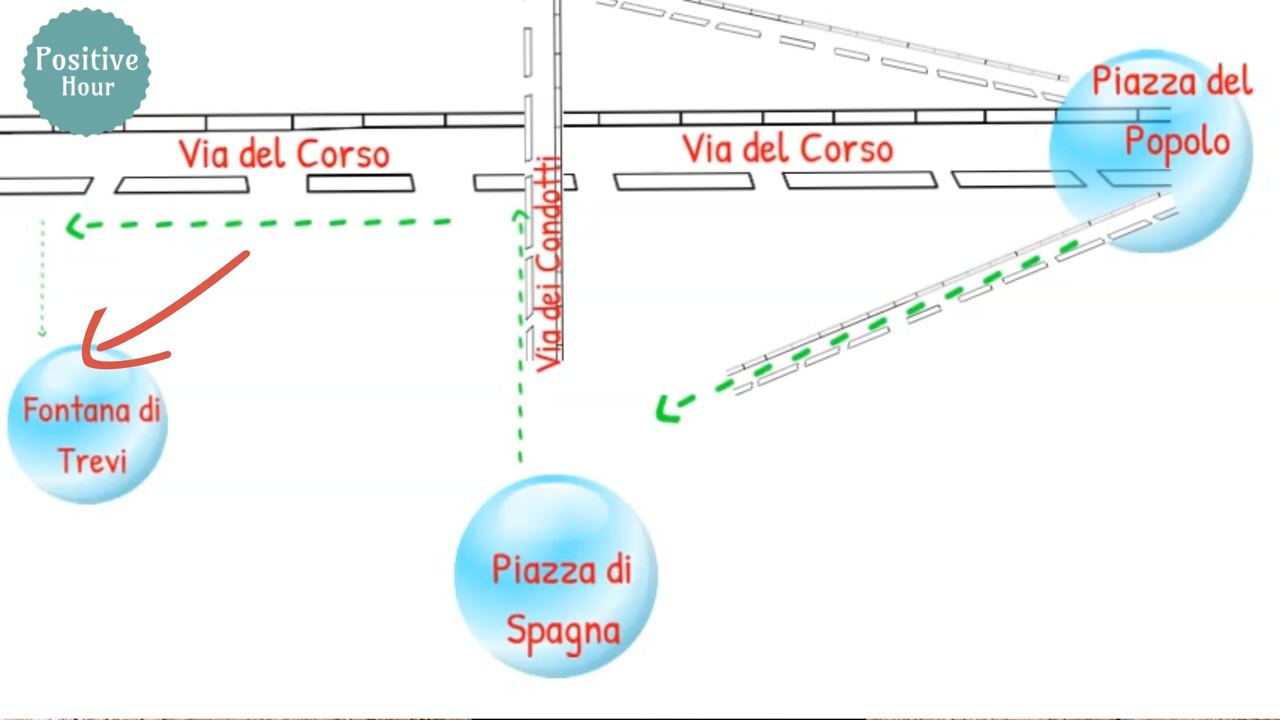 Positive
Hour
Via del Corso
Via del Corso
Piazza del
Popolo
Via dei Condotti
Fontana di
Trevi
Piazza di
Spagna